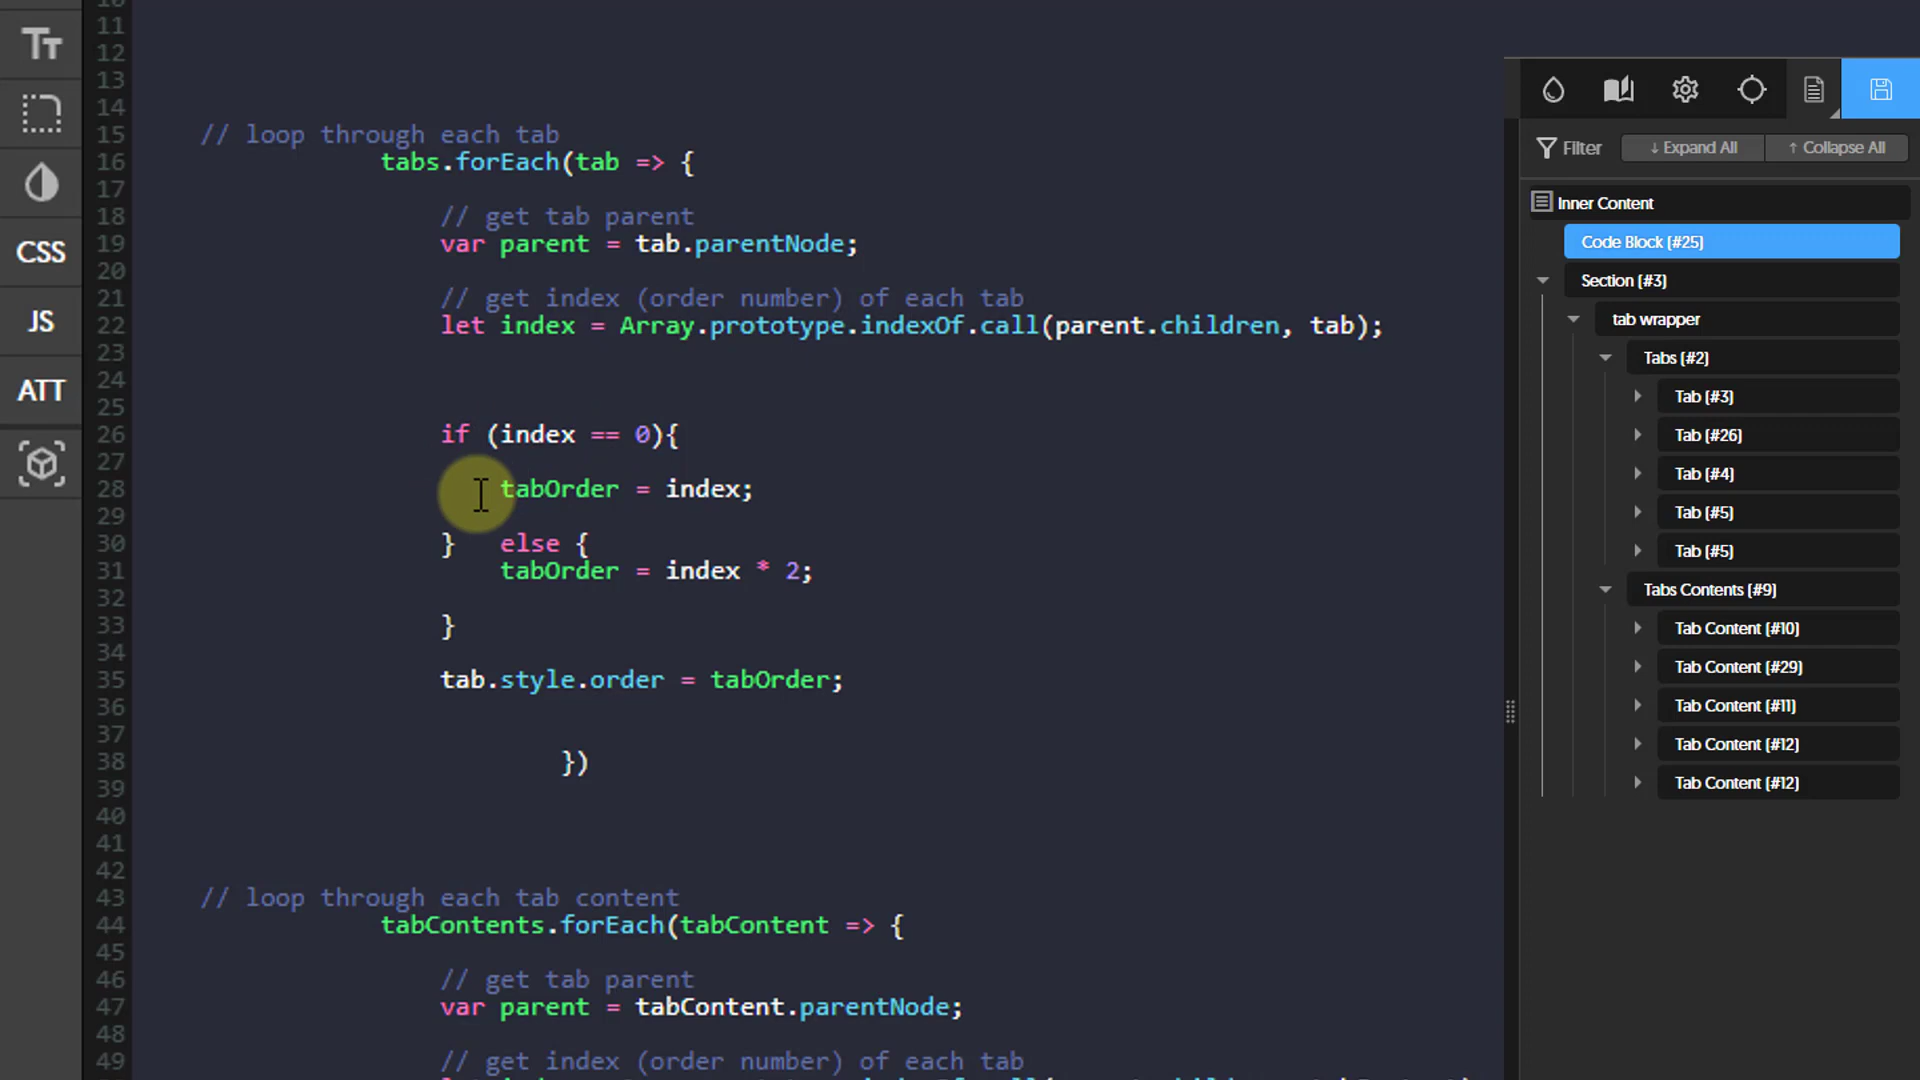 TT
CSS
JS
ATT
10
11
12
13
14
15 // loop through each tab
16 tabs.forEach(tab => {
17
18 // get tab parent
19 var parent = tab.parentNode;
20
21 // get index (order number) of each tab
22 let index = Array.prototype.indexOf.call(parent.children, tab);
23
24
25
26 if (index == 0){
27
28 tabOrder = index;
29
30 } else {
31 tabOrder = index * 2;
32
33 }
34
35 tab.style.order = tabOrder;
36
37
38 })
39
40
41
42
43 // loop through each tab content
44 tabContents.forEach(tabContent => {
45
46 // get tab parent
47 var parent = tabContent.parentNode;
48
49 // get index (order number) of each tab
Filter ↓ Expand All ↑ Collapse All
Inner Content
Code Block (#25)
Section (#3)
tab wrapper
Tabs (#2)
Tab (#3)
Tab (#26)
Tab (#4)
Tab (#5)
Tab (#5)
Tabs Contents (#9)
Tab Content (#10)
Tab Content (#29)
Tab Content (#11)
Tab Content (#12)
Tab Content (#12)